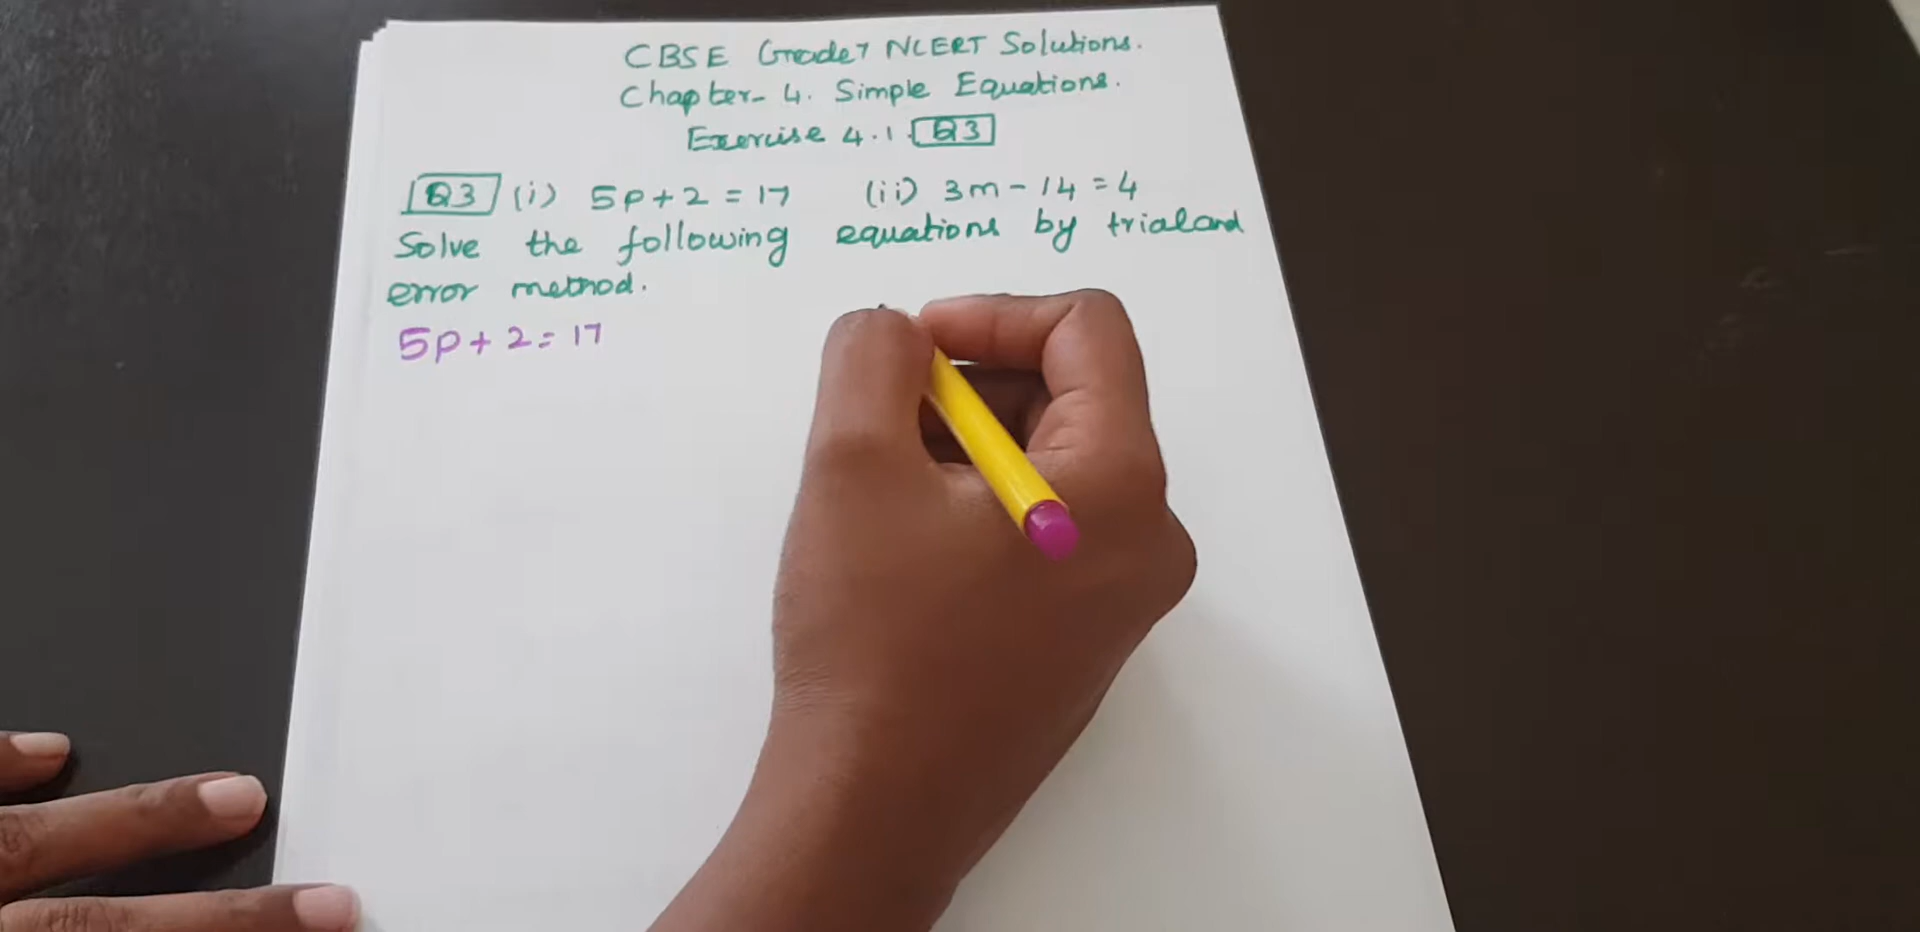 CBSE Grade 7 NCERT Solutions.
Chapter- 4. Simple Equations.
Exercise 4.1. Q3
Q3 (i) 5p+2=17 (ii) 3m-14=4
Solve the following equations by trial and
error method.
5p+2=17